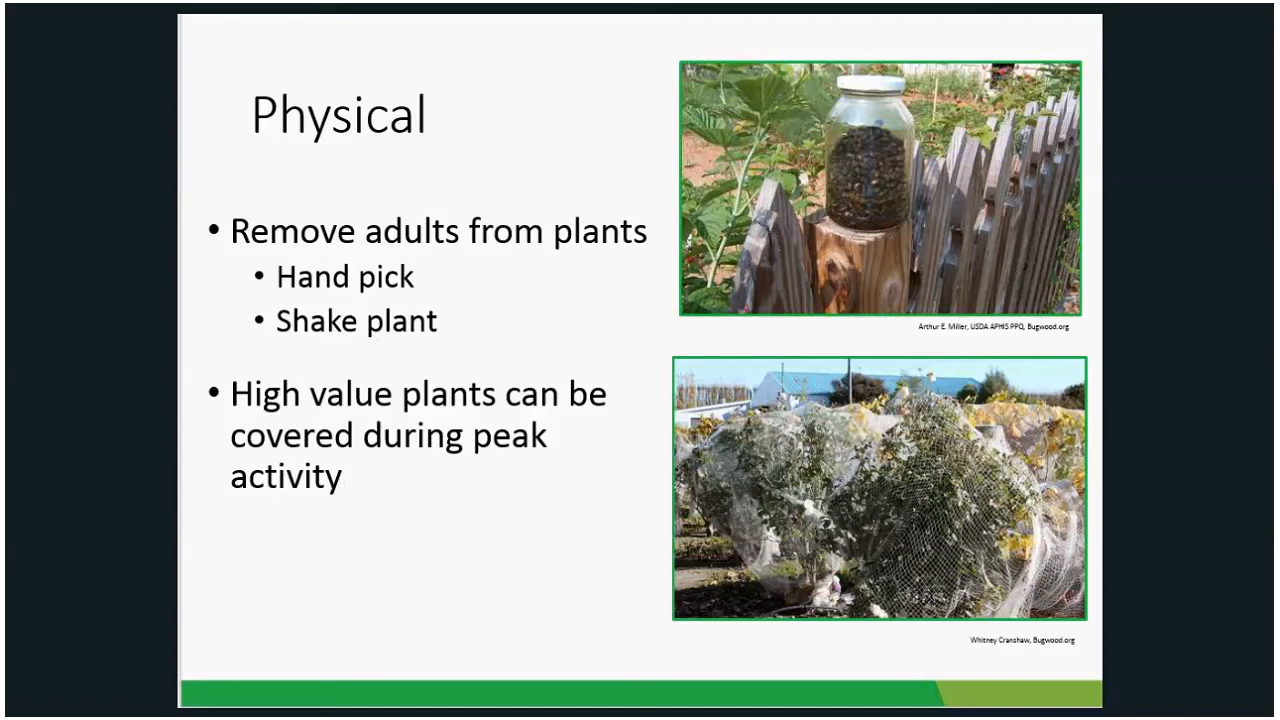 Physical
• Remove adults from plants
• Hand pick
• Shake plant
• High value plants can be
covered during peak
activity
Arthur E. Miller, USDA APHIS PPQ, Bugwood.org
Whitney Cranshaw, Bugwood.org